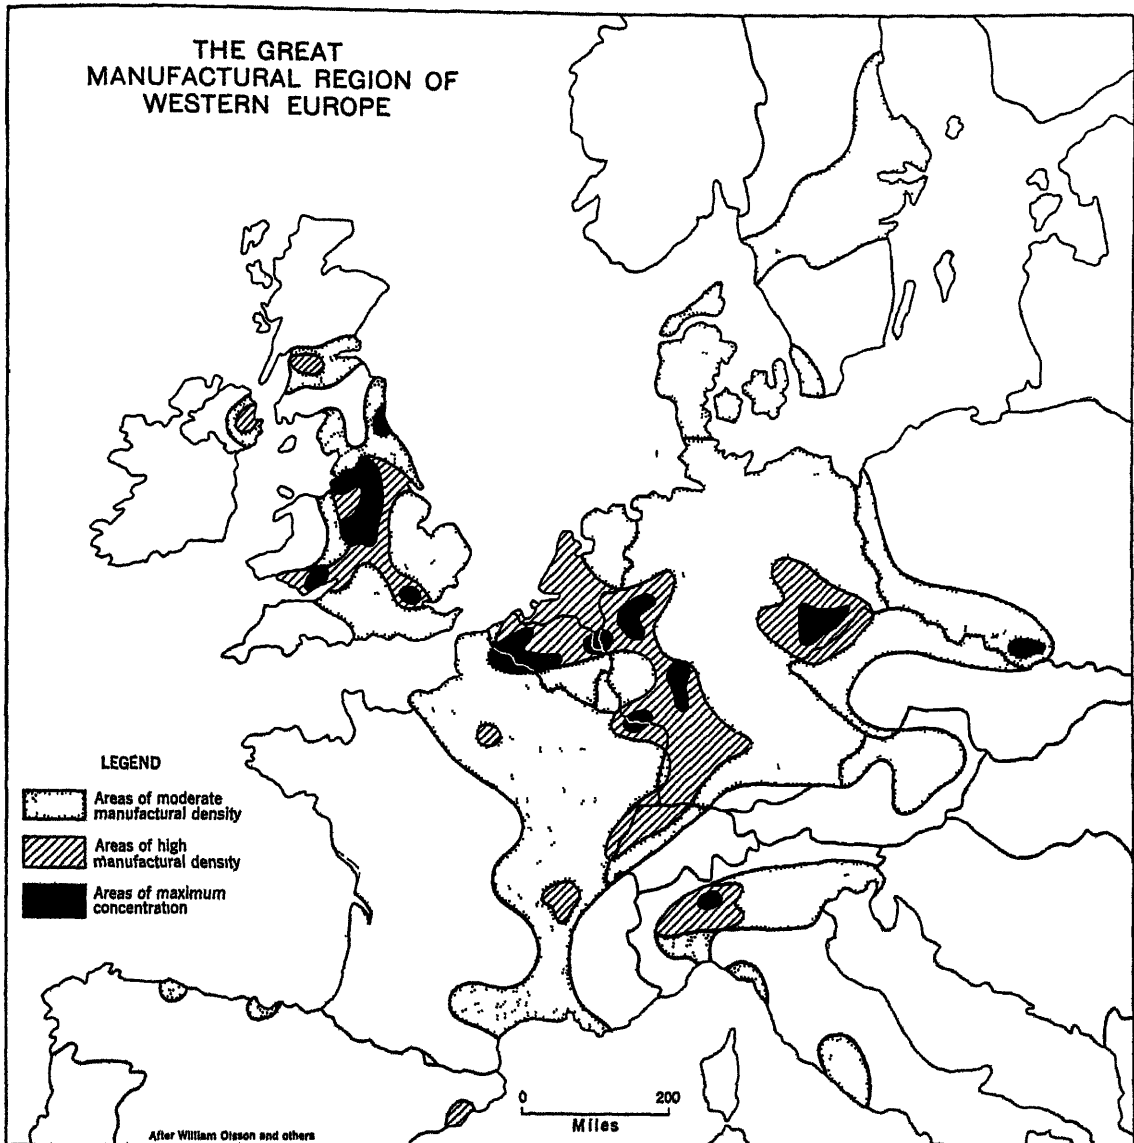 THE GREAT
MANUFACTURAL REGION OF
WESTERN EUROPE
LEGEND
Areas of moderate
manufactural density
Areas of high
manufactural density
Areas of maximum
concentration
0 200
Miles
After William Olsson and others